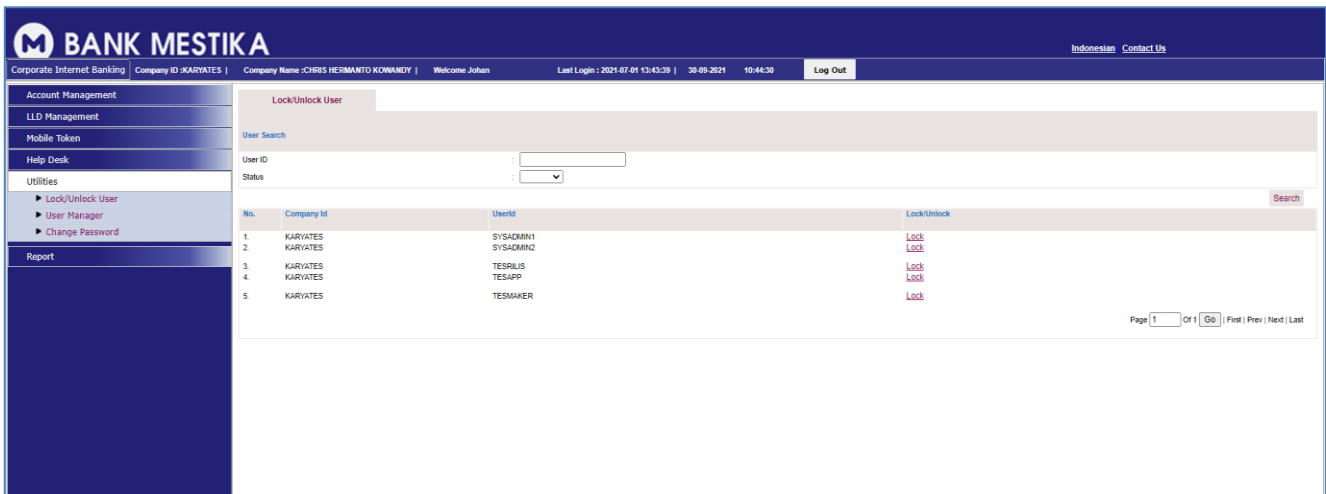 M BANK MESTIKA
Indonesian Contact Us
Corporate Internet Banking Company ID :KARYATES | Company Name :CHRIS HERMANTO KOWANDY | Welcome Johan Last Login : 2021-07-01 13:43:39 | 30-09-2021 10:44:30 Log Out
Account Management
LLD Management
Mobile Token
Help Desk
Utilities
Lock/Unlock User
User Manager
Change Password
Report
Lock/Unlock User
User Search
User ID :
Status :
Search
No. Company Id UserId Lock/Unlock
1. KARYATES SYSADMIN1 Lock
2. KARYATES SYSADMIN2 Lock
3. KARYATES TESRILIS Lock
4. KARYATES TESAPP Lock
5. KARYATES TESMAKER Lock
Page 1 Of 1 Go | First | Prev | Next | Last